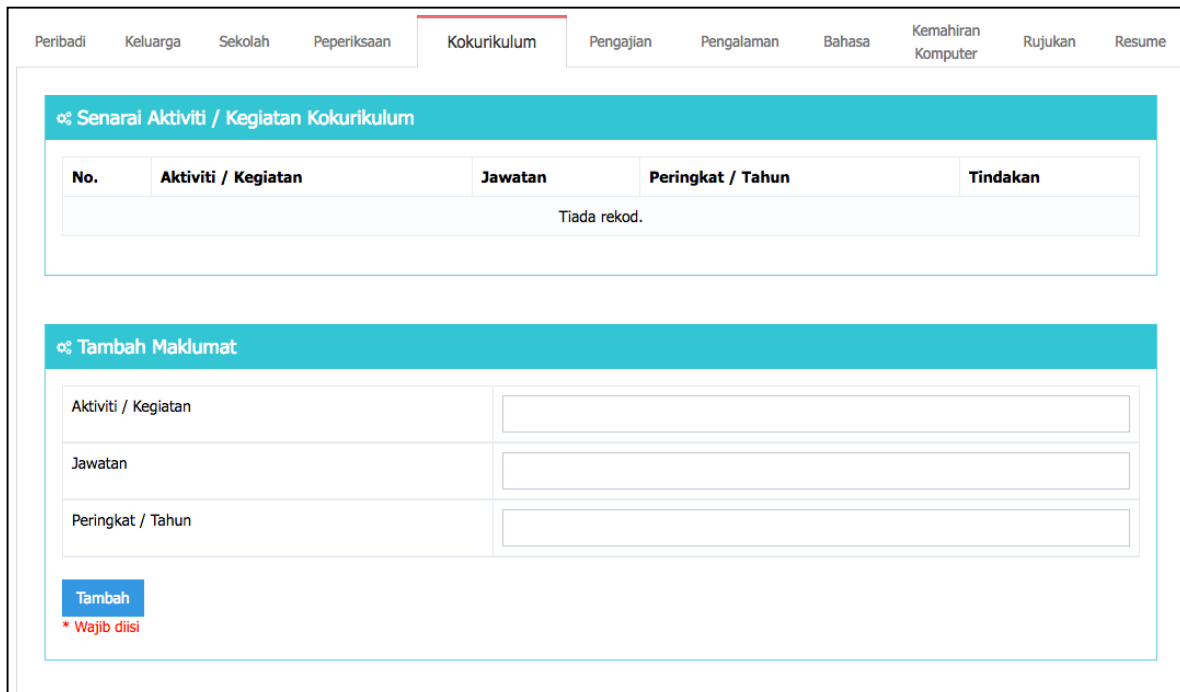 Peribadi Keluarga Sekolah Peperiksaan Kokurikulum Pengajian Pengalaman Bahasa Kemahiran Komputer Rujukan Resume
Senarai Aktiviti / Kegiatan Kokurikulum
No. Aktiviti / Kegiatan Jawatan Peringkat / Tahun Tindakan
Tiada rekod.
Tambah Maklumat
Aktiviti / Kegiatan
Jawatan
Peringkat / Tahun
Tambah
* Wajib diisi